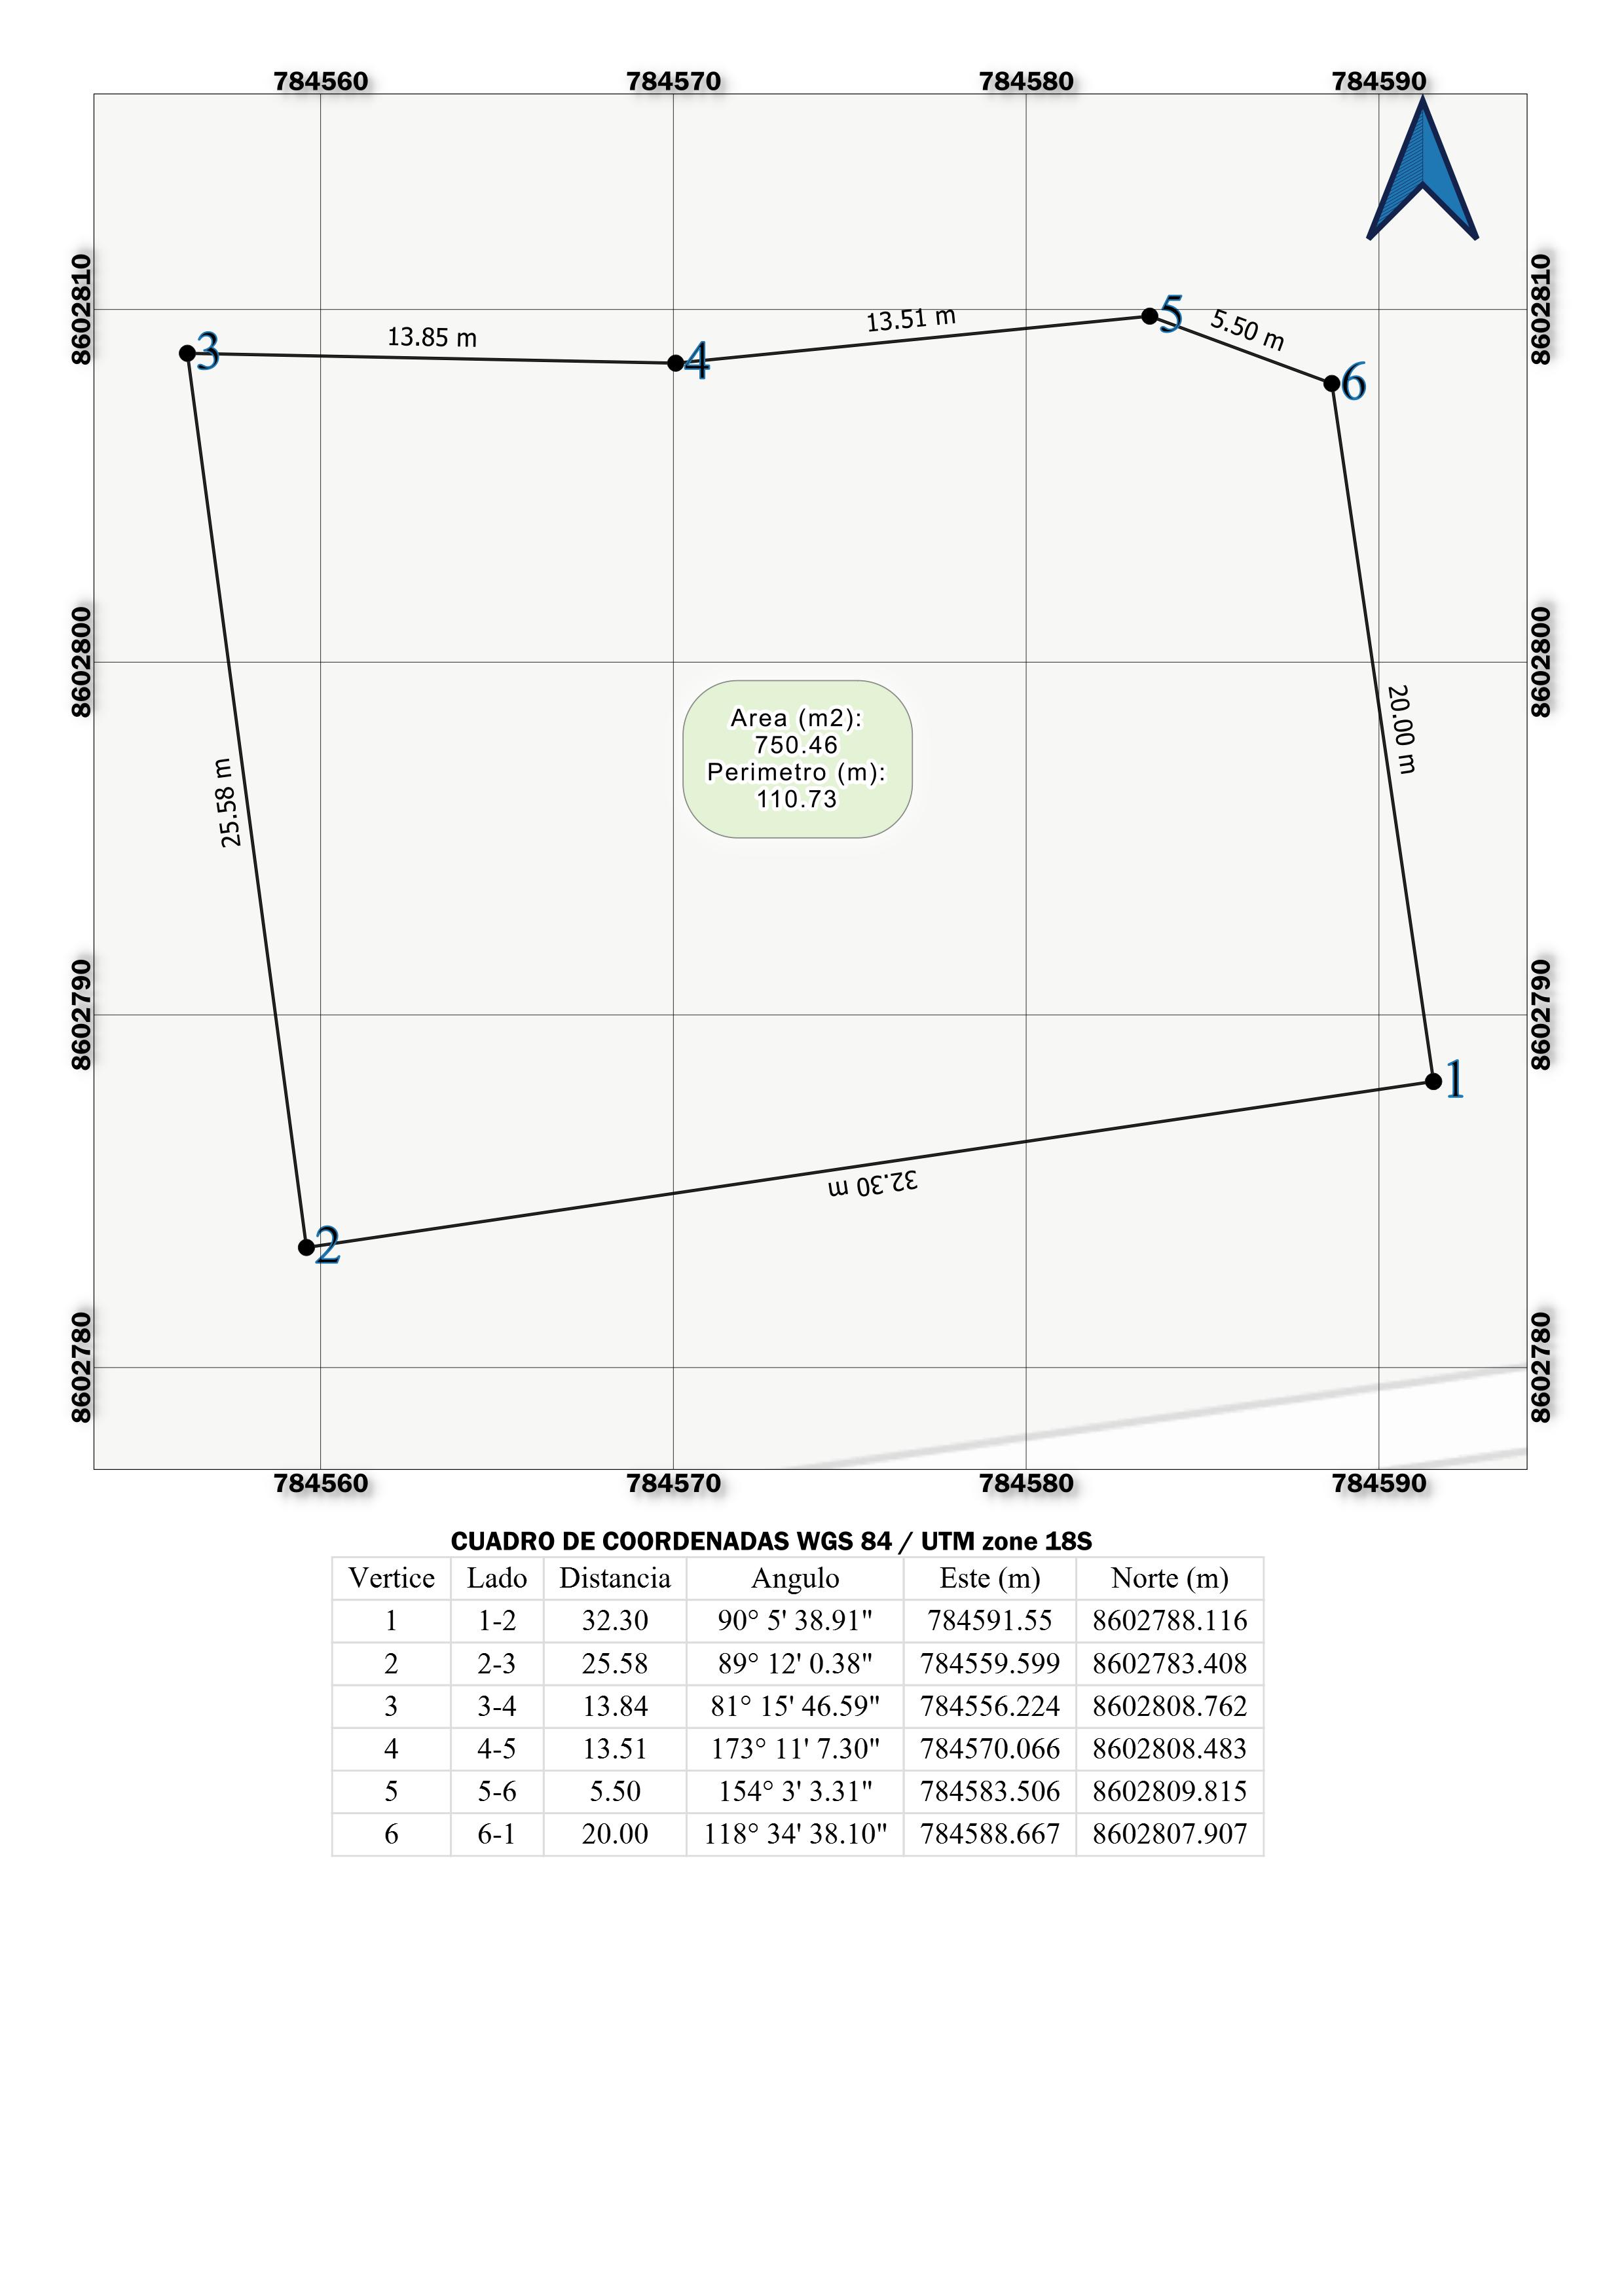 784560 784570 784580 784590
8602810
8602810
13.51 m
5.50 m
5
13.85 m
3
4
6
8602800
8602800
20.00 m
Area (m2):
750.46
Perimetro (m):
110.73
25.58 m
8602790
8602790
1
32.30 m
2
8602780
8602780
784560 784570 784580 784590
CUADRO DE COORDENADAS WGS 84 / UTM zone 18S
Vertice Lado Distancia Angulo Este (m) Norte (m)
1 1-2 32.30 90° 5' 38.91" 784591.55 8602788.116
2 2-3 25.58 89° 12' 0.38" 784559.599 8602783.408
3 3-4 13.84 81° 15' 46.59" 784556.224 8602808.762
4 4-5 13.51 173° 11' 7.30" 784570.066 8602808.483
5 5-6 5.50 154° 3' 3.31" 784583.506 8602809.815
6 6-1 20.00 118° 34' 38.10" 784588.667 8602807.907